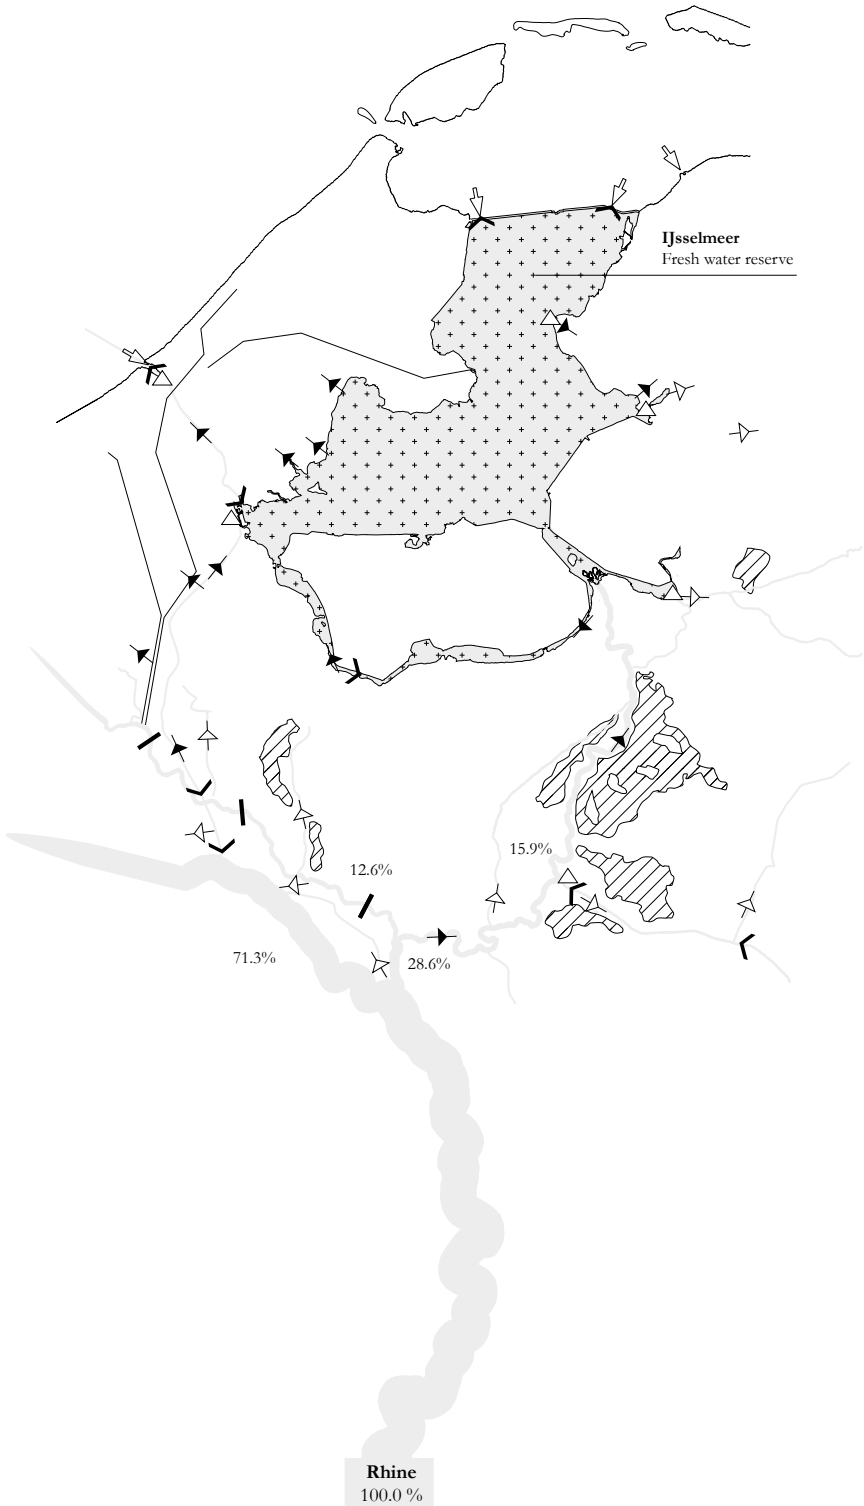 IJsselmeer
Fresh water reserve
15.9%
12.6%
71.3%
28.6%
Rhine
100.0 %